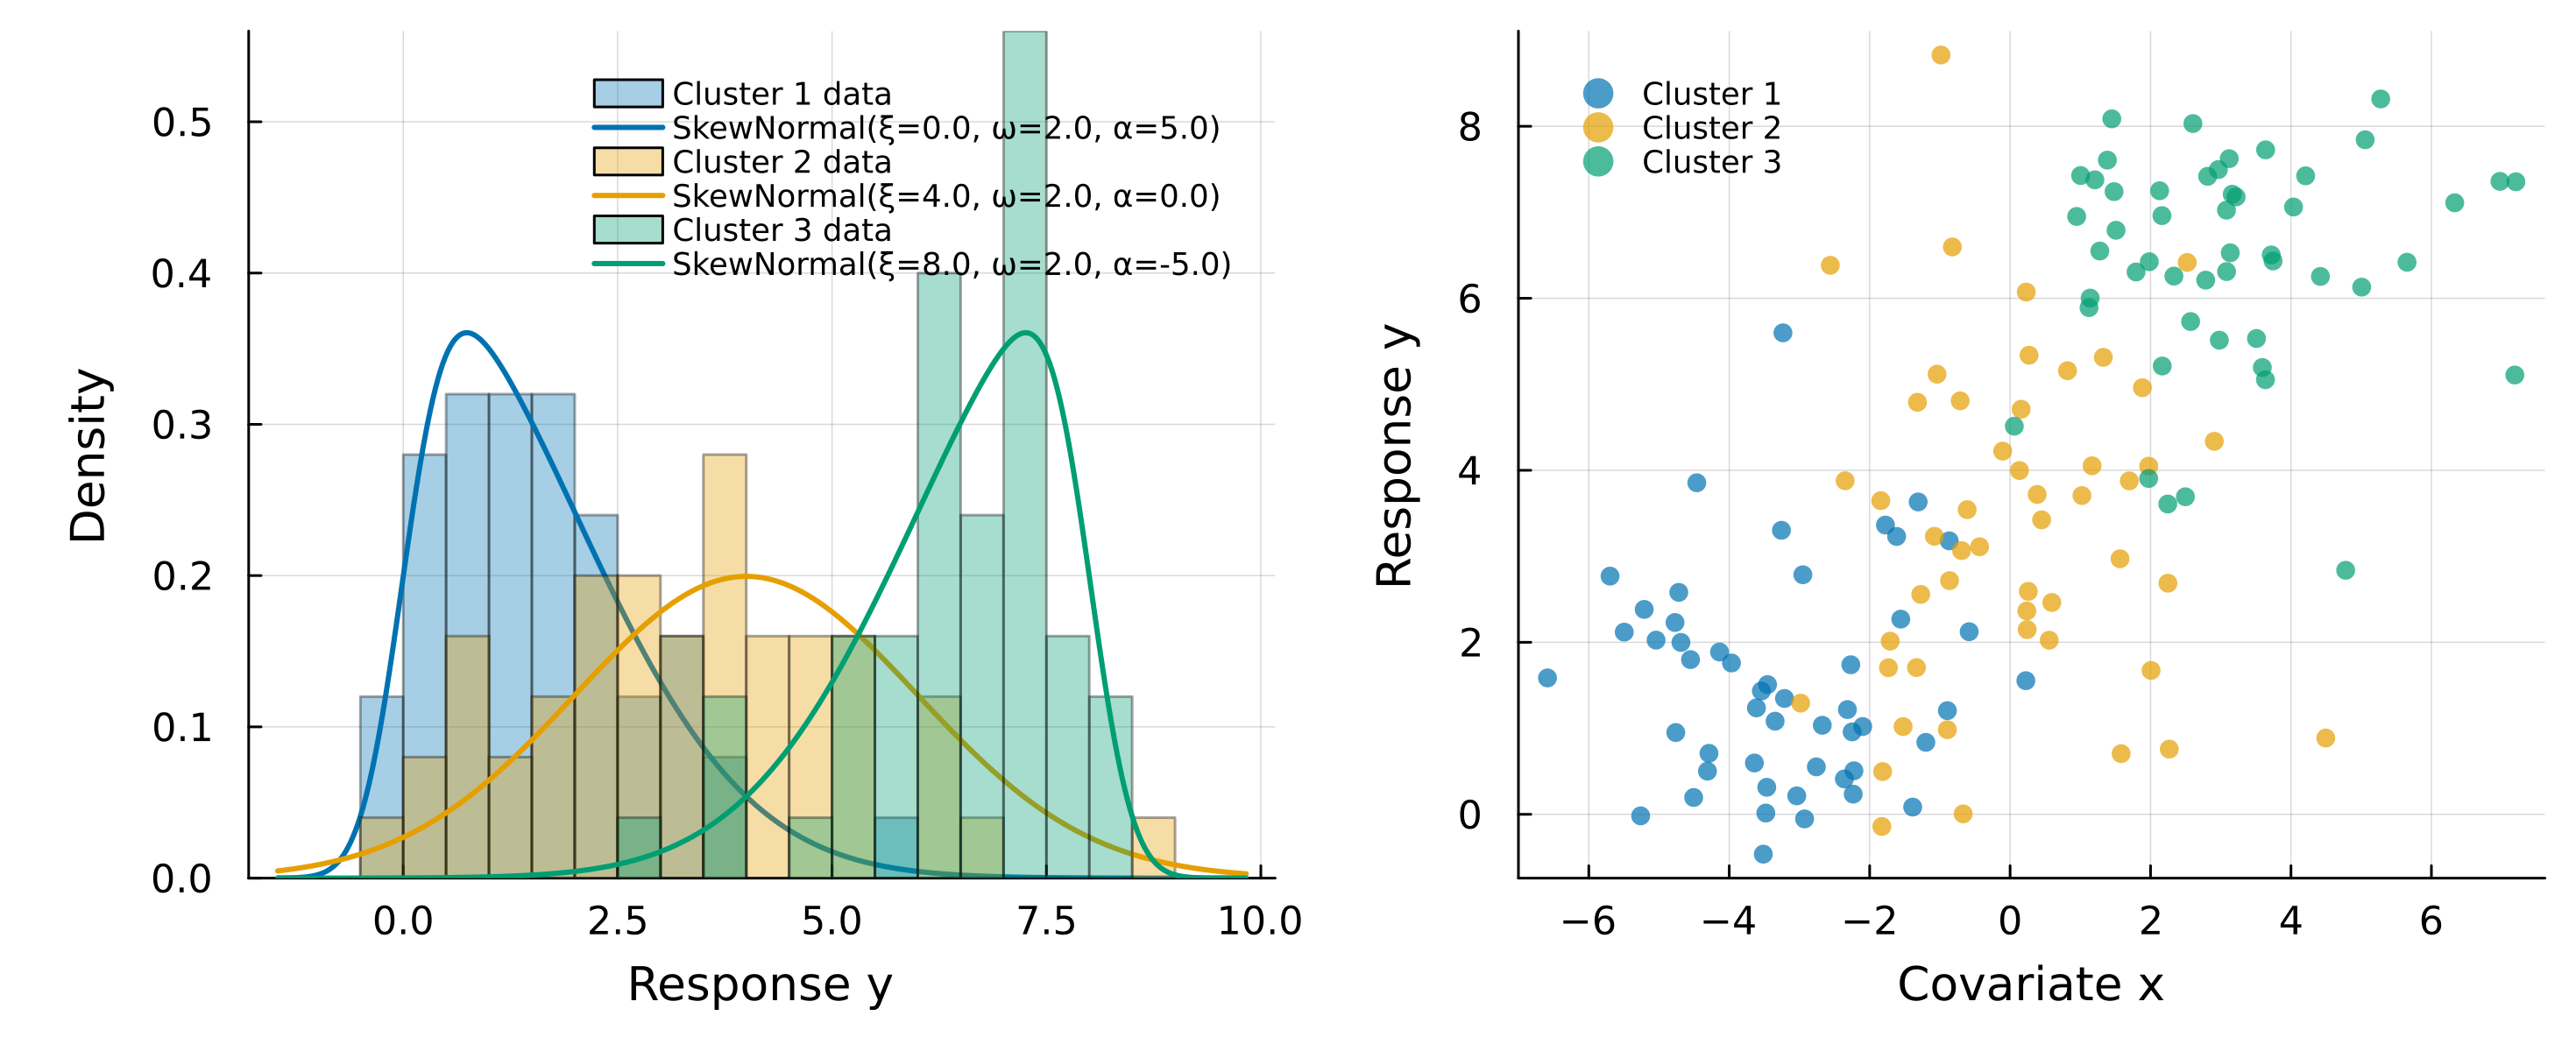 Cluster 1 data
SkewNormal(ξ=0.0, ω=2.0, α=5.0)
Cluster 2 data
SkewNormal(ξ=4.0, ω=2.0, α=0.0)
Cluster 3 data
SkewNormal(ξ=8.0, ω=2.0, α=-5.0)
Density
0.5
0.4
0.3
0.2
0.1
0.0
0.0 2.5 5.0 7.5 10.0
Response y
Cluster 1
Cluster 2
Cluster 3
Response y
8
6
4
2
0
−6 −4 −2 0 2 4 6
Covariate x